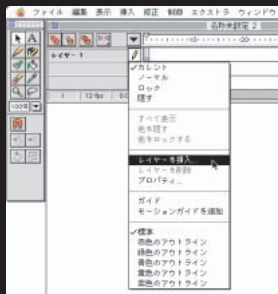 ファイル 編集 表示 挿入 修正 制御 エクストラ ウィンドウ
名称未設定 2
レイヤー 1
✓カレント
ノーマル
ロック
隠す
すべて表示
他を隠す
他をロックする
1 12 fps
レイヤーを挿入...
レイヤーを削除
プロパティ...
100%
ガイド
モーションガイドを追加
✓標準
赤色のアウトライン
緑色のアウトライン
青色のアウトライン
黄色のアウトライン
紫色のアウトライン